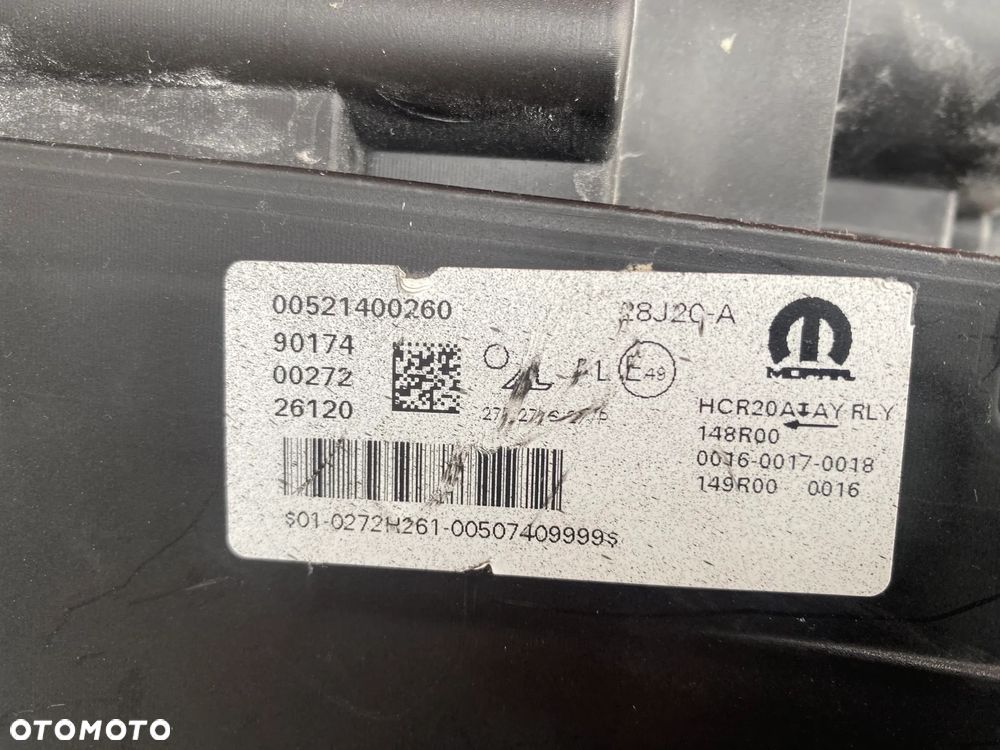 00521400260
90174
00272
26120
28J20-A
E49
MOPAR
HCR20A AY RLY
148R00
0016-0017-0018
149R00 0016
$01-0272H261-00507409999$
OTOMOTO